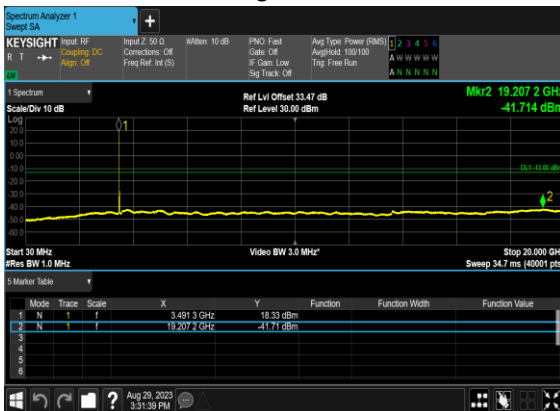 Spectrum Analyzer 1
Swept SA
KEYSIGHT Input: RF Input Z: 50 Ω #Atten: 10 dB PNO: Fast Avg Type: Power (RMS) 1 2 3 4 5 6
R T Coupling: DC Corrections: Off Gate: Off Avg|Hold: 100/100 A W W W W W
Align: Off Freq Ref: Int (S) IF Gain: Low Trig: Free Run
LV Sig Track: Off A N N N N N
1 Spectrum Ref Lvl Offset 33.47 dB Mkr2 19.207 2 GHz
Scale/Div 10 dB Ref Level 30.00 dBm -41.714 dBm
Log 1
20.0
10.0
0.00
-10.0 DL1 -13.00 dBm
-20.0
-30.0
-40.0 2
-50.0
-60.0
Start 30 MHz Video BW 3.0 MHz* Stop 20.000 GHz
#Res BW 1.0 MHz Sweep 34.7 ms (40001 pts)
5 Marker Table
Mode Trace Scale X Y Function Function Width Function Value
1 N 1 f 3.491 3 GHz 18.33 dBm
2 N 1 f 19.207 2 GHz -41.71 dBm
3
4
5
6
? Aug 29, 2023
3:31:39 PM